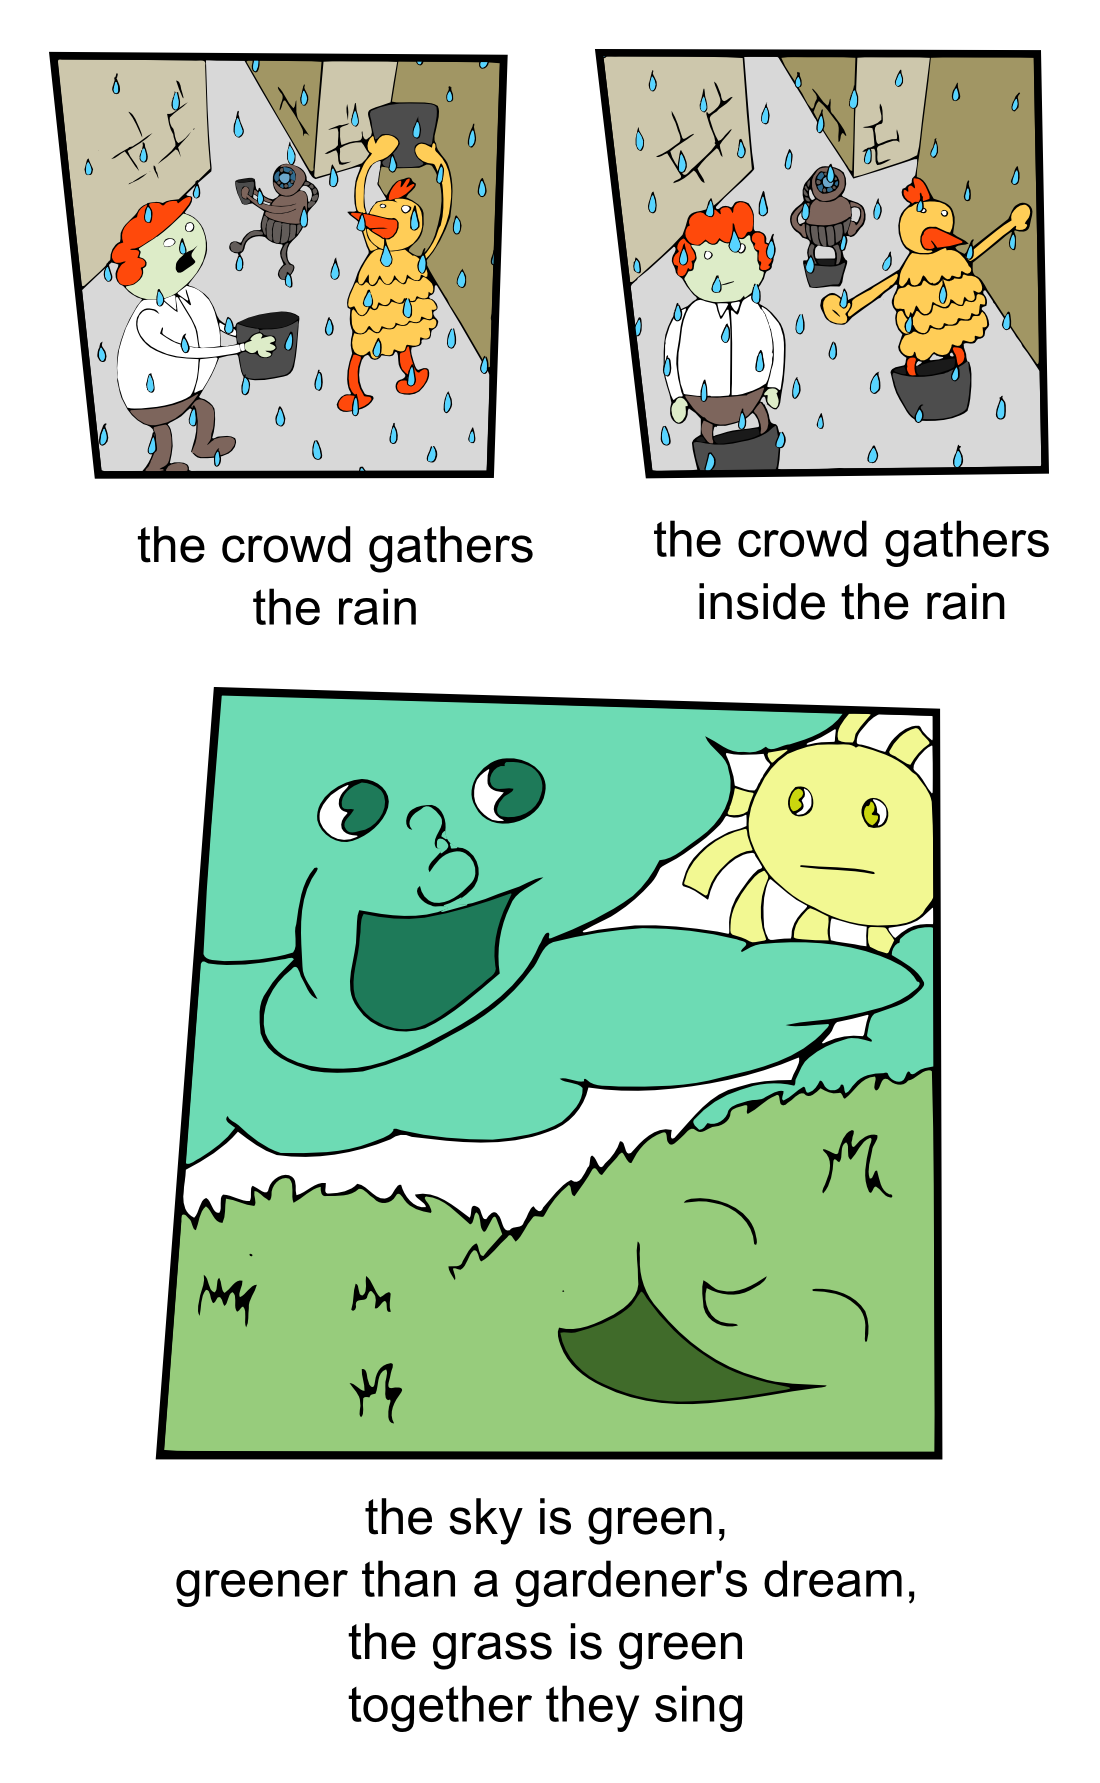 the crowd gathers
the rain
the crowd gathers
inside the rain
the sky is green,
greener than a gardener's dream,
the grass is green
together they sing